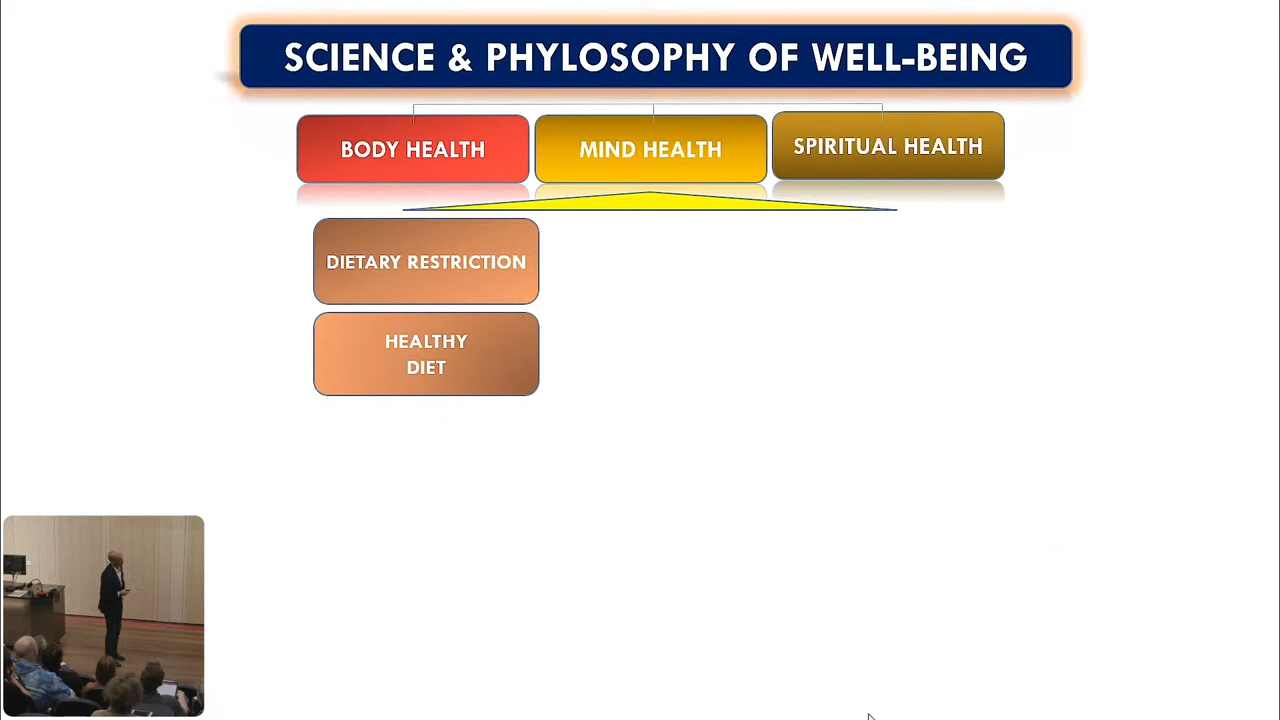 SCIENCE & PHYLOSOPHY OF WELL-BEING
BODY HEALTH
MIND HEALTH
SPIRITUAL HEALTH
DIETARY RESTRICTION
HEALTHY
DIET